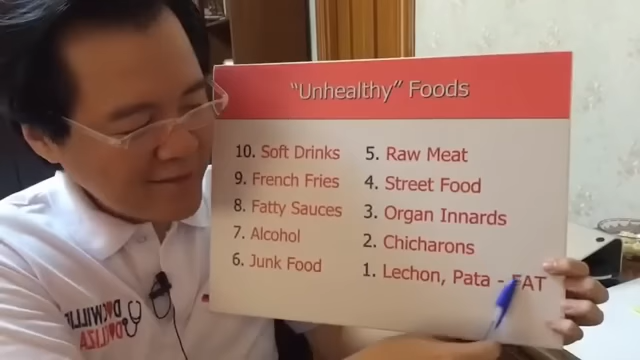 "Unhealthy" Foods
10. Soft Drinks
9. French Fries
8. Fatty Sauces
7. Alcohol
6. Junk Food
5. Raw Meat
4. Street Food
3. Organ Innards
2. Chicharons
1. Lechon, Pata - FAT